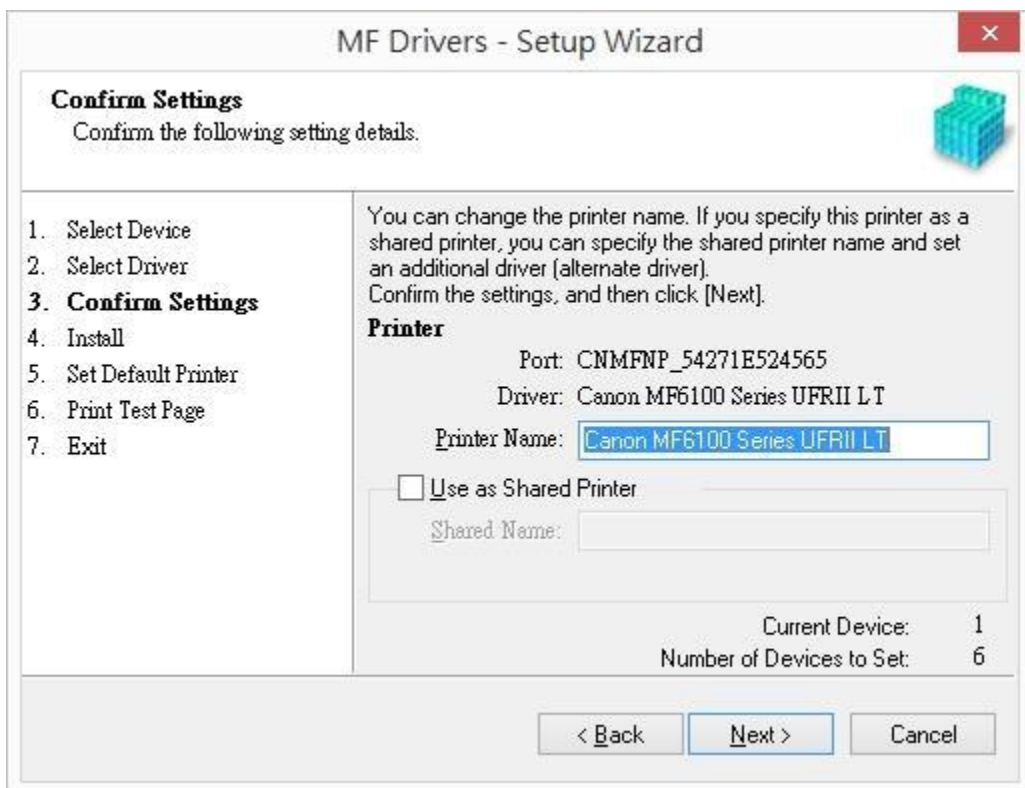 MF Drivers - Setup Wizard
Confirm Settings
Confirm the following setting details.
1. Select Device
2. Select Driver
3. Confirm Settings
4. Install
5. Set Default Printer
6. Print Test Page
7. Exit
You can change the printer name. If you specify this printer as a
shared printer, you can specify the shared printer name and set
an additional driver (alternate driver).
Confirm the settings, and then click [Next].
Printer
Port: CNMFNP_54271E524565
Driver: Canon MF6100 Series UFRII LT
Printer Name: Canon MF6100 Series UFRII LT
Use as Shared Printer
Shared Name:
Current Device: 1
Number of Devices to Set: 6
< Back Next > Cancel